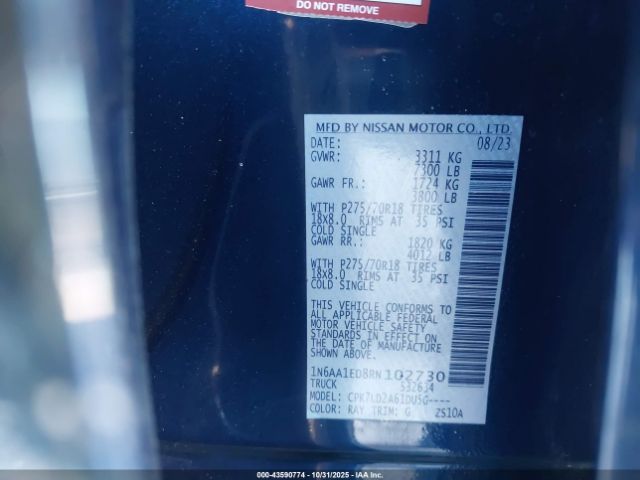 DO NOT REMOVE
MFD BY NISSAN MOTOR CO., LTD.
DATE: 08/23
GVWR: 3311 KG
7300 LB
GAWR FR.: 1724 KG
3800 LB
WITH P275/70R18 TIRES
18x8.0 RIMS AT 35 PSI
COLD SINGLE
GAWR RR.: 1820 KG
4012 LB
WITH P275/70R18 TIRES
18x8.0 RIMS AT 35 PSI
COLD SINGLE
THIS VEHICLE CONFORMS TO
ALL APPLICABLE FEDERAL
MOTOR VEHICLE SAFETY
STANDARDS IN EFFECT ON
THE DATE OF MANUFACTURE
SHOWN ABOVE.
1N6AA1ED8RN102730
TRUCK 532634
MODEL: CPK7LD2A61DU5G----
COLOR: RAY TRIM: G ZS10A
000-43590774 - 10/31/2025 - IAAI.COM